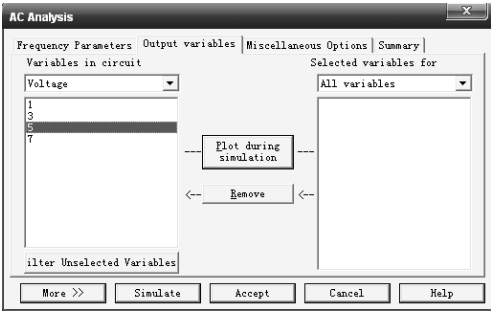 AC Analysis
x
Frequency Parameters Output variables Miscellaneous Options Summary
Variables in circuit
Selected variables for
Voltage
All variables
1
3
5
7
--- Plot during simulation ---
<-- Remove <--
ilter Unselected Variables
More >> Simulate Accept Cancel Help